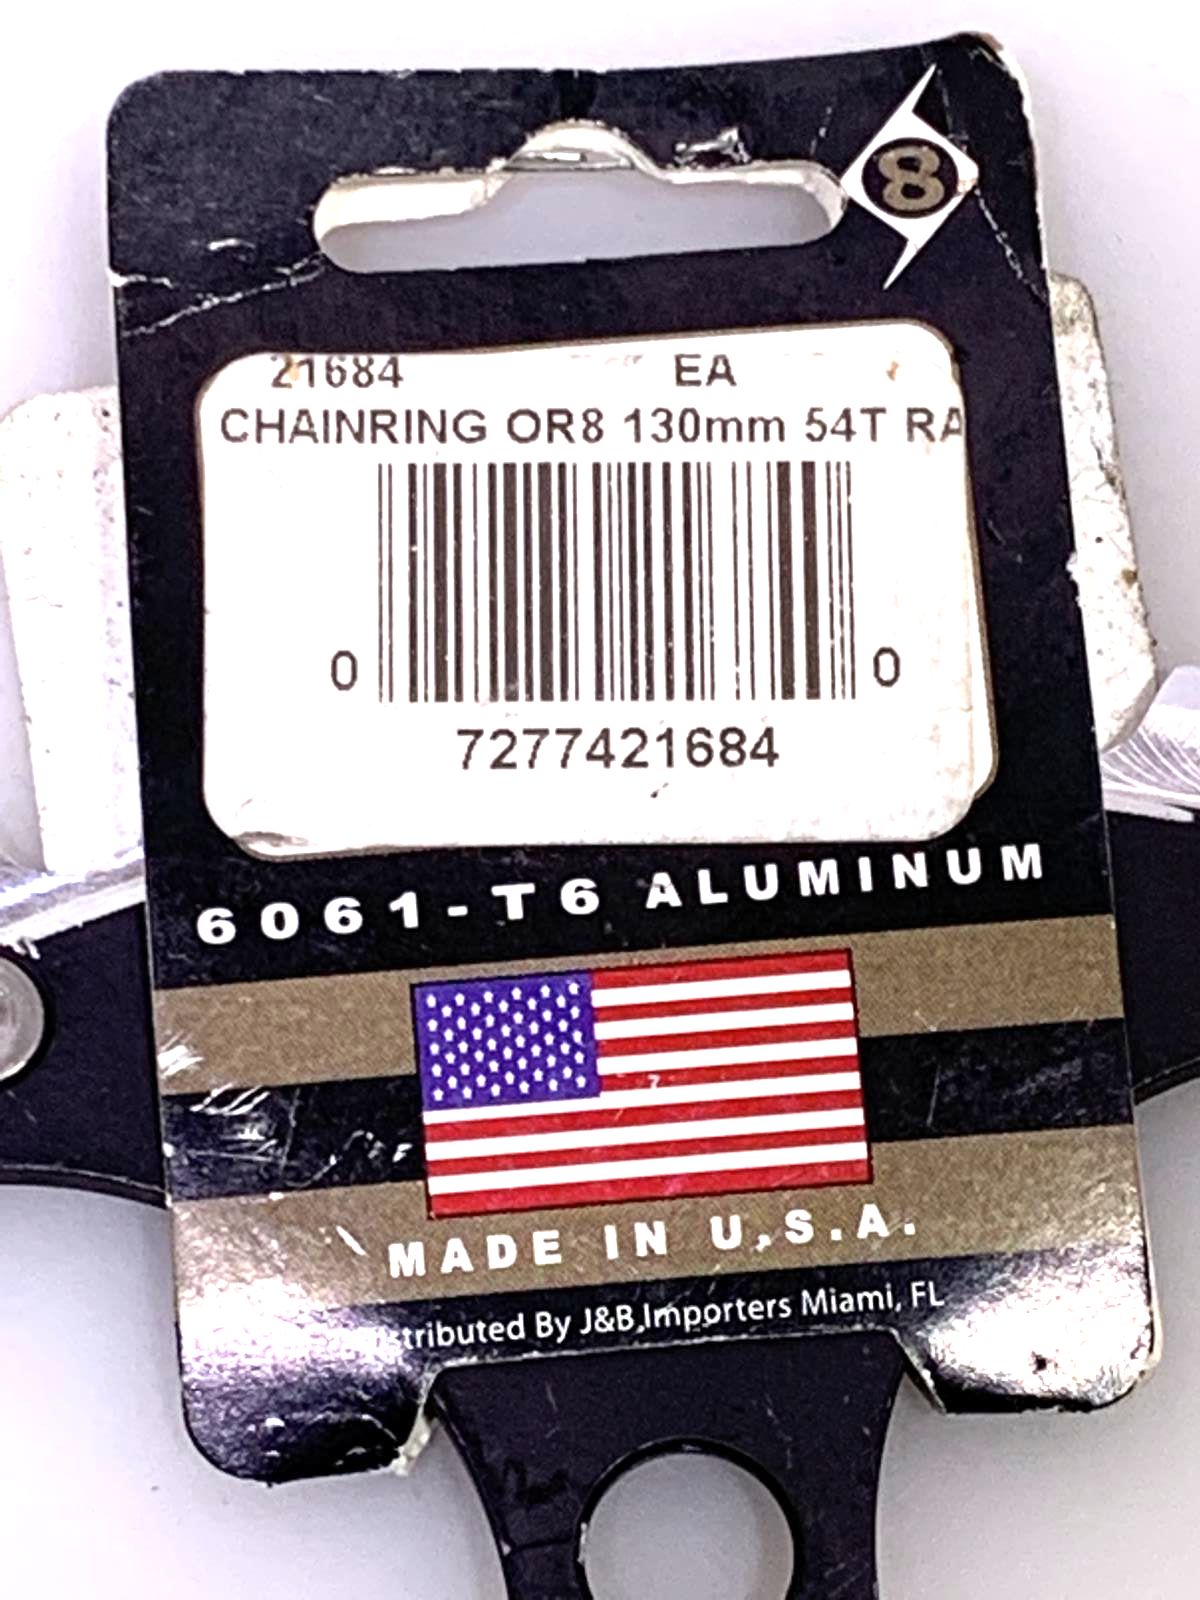 8
21684 EA
CHAINRING OR8 130mm 54T RA
0 0
7277421684
6061-T6 ALUMINUM
MADE IN U.S.A.
stributed By J&B Importers Miami, FL